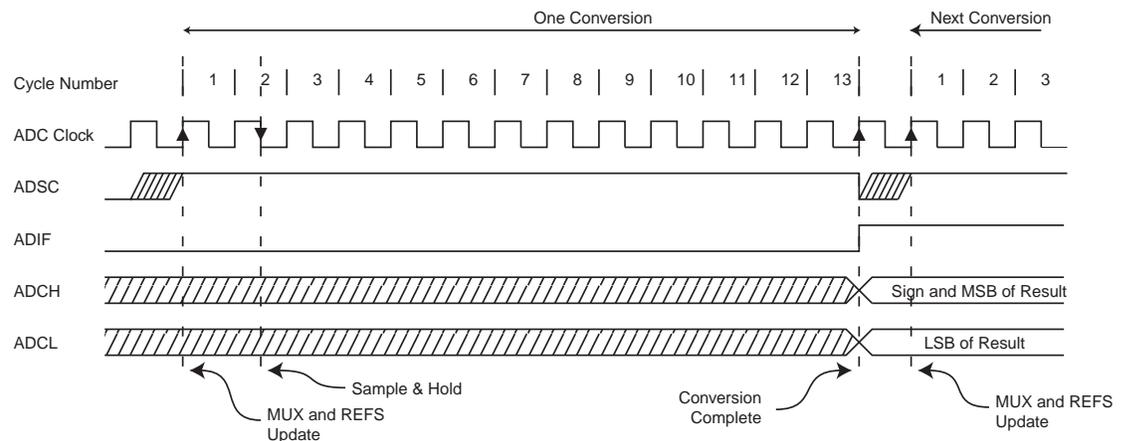 One Conversion
Next Conversion
Cycle Number 1 2 3 4 5 6 7 8 9 10 11 12 13 1 2 3
ADC Clock
ADSC
ADIF
ADCH
Sign and MSB of Result
ADCL
LSB of Result
Sample & Hold
MUX and REFS
Update
Conversion
Complete
MUX and REFS
Update